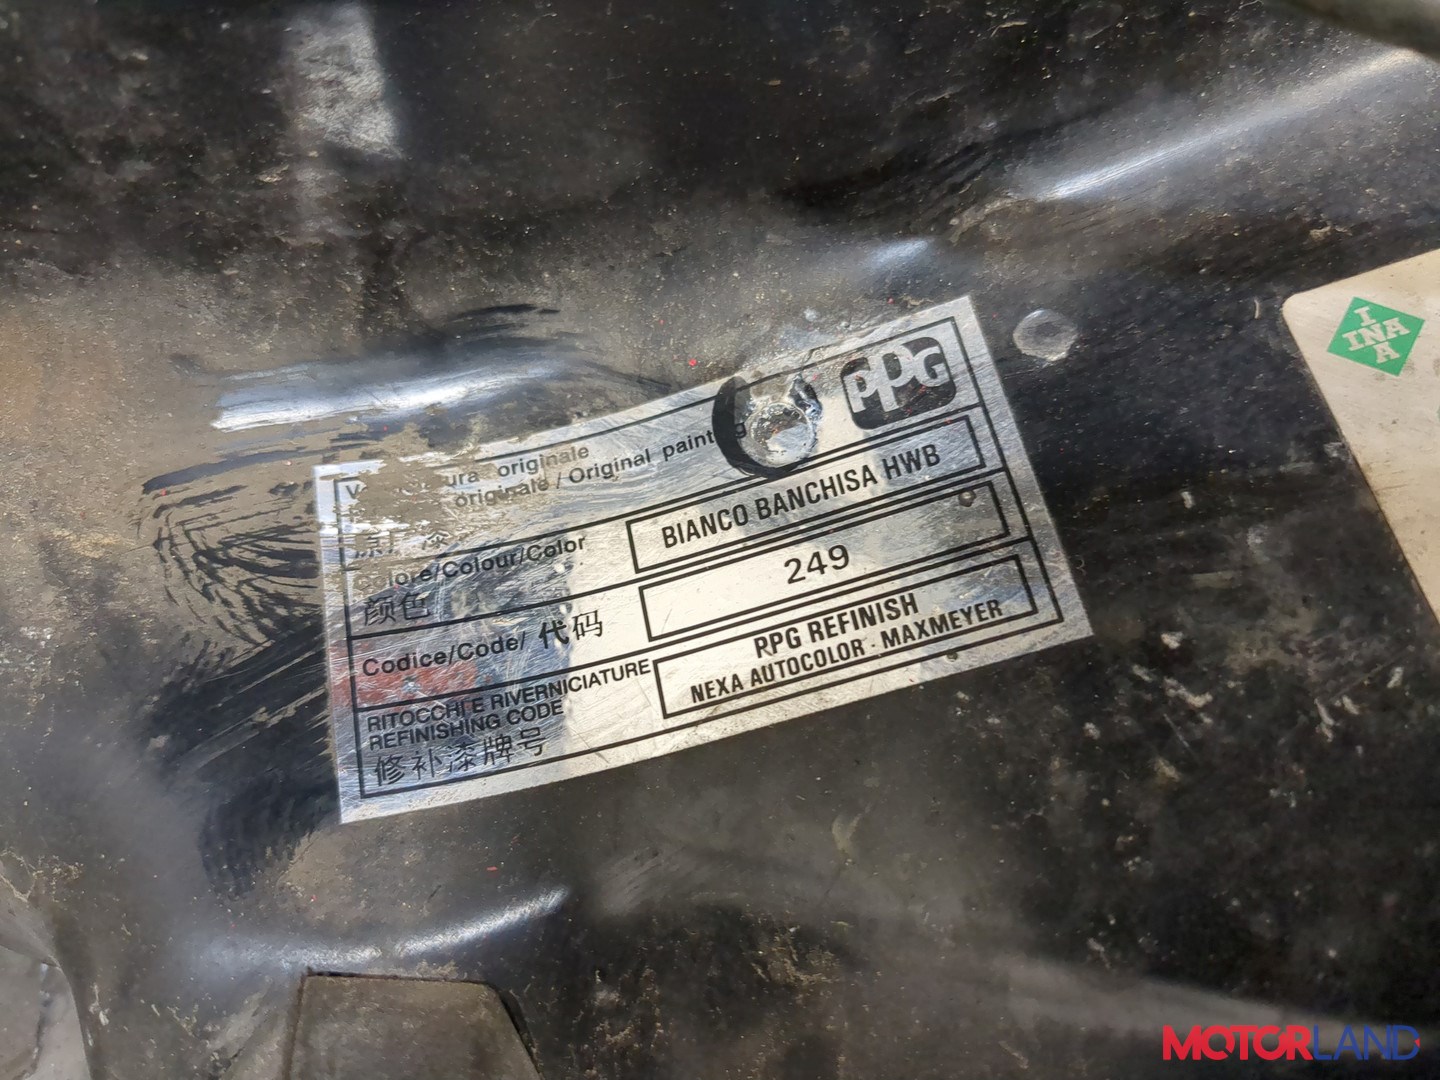 PPG
originale
originale / Original painting
BIANCO BANCHISA HWB
Colore/Colour/Color
颜色
249
Codice/Code/ 代码
RITOCCHI E RIVERNICIATURE
REFINISHING CODE
修补漆牌号
PPG REFINISH
NEXA AUTOCOLOR - MAXMEYER
I
INA
A
MOTORLAND